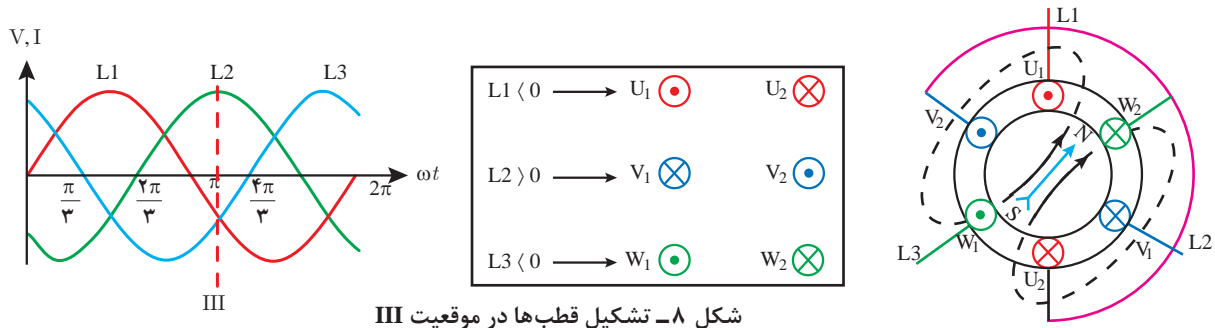 V, I
L1
L2
L3
π/۳
۲π/۳
π
۴π/۳
۲π
ωt
III
L1 ⟨ 0 ⟶ U₁ U₂
L2 ⟩ 0 ⟶ V₁ V₂
L3 ⟨ 0 ⟶ W₁ W₂
L1
U₁
W₂
V₂
N
S
W₁
L3
V₁
L2
U₂
شکل ۸ـ تشکیل قطب‌ها در موقعیت III